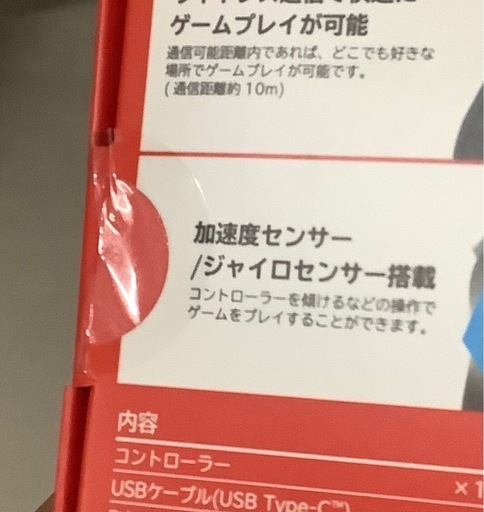 ゲームプレイが可能
通信可能距離内であれば、どこでも好きな
場所でゲームプレイが可能です。
(通信距離約10m)
加速度センサー
/ジャイロセンサー搭載
コントローラーを傾けるなどの操作で
ゲームをプレイすることができます。
内容
コントローラー
×1
USBケーブル(USB Type-C™)